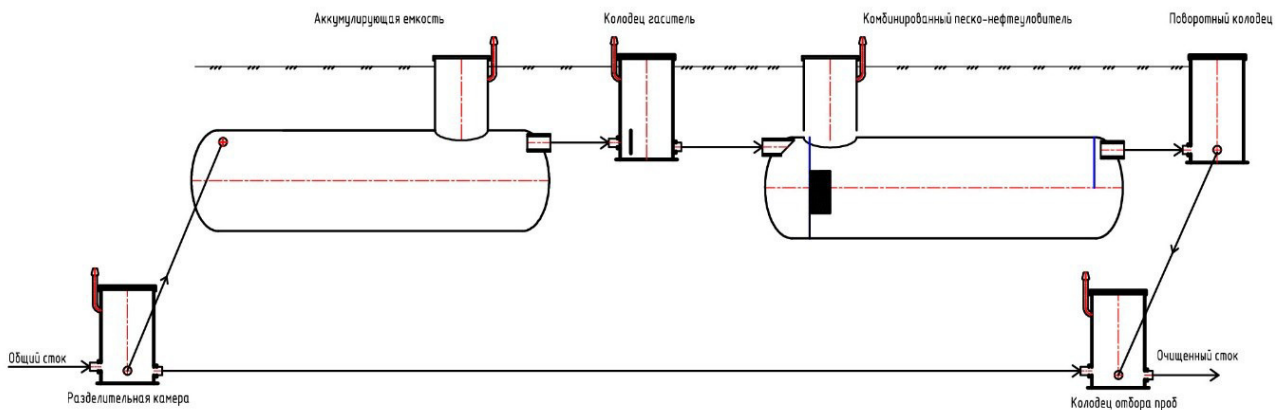 Аккумулирующая емкость
Колодец гаситель
Комбинированный песко-нефтеуловитель
Поворотный колодец
Общий сток
Разделительная камера
Очищенный сток
Колодец отбора проб